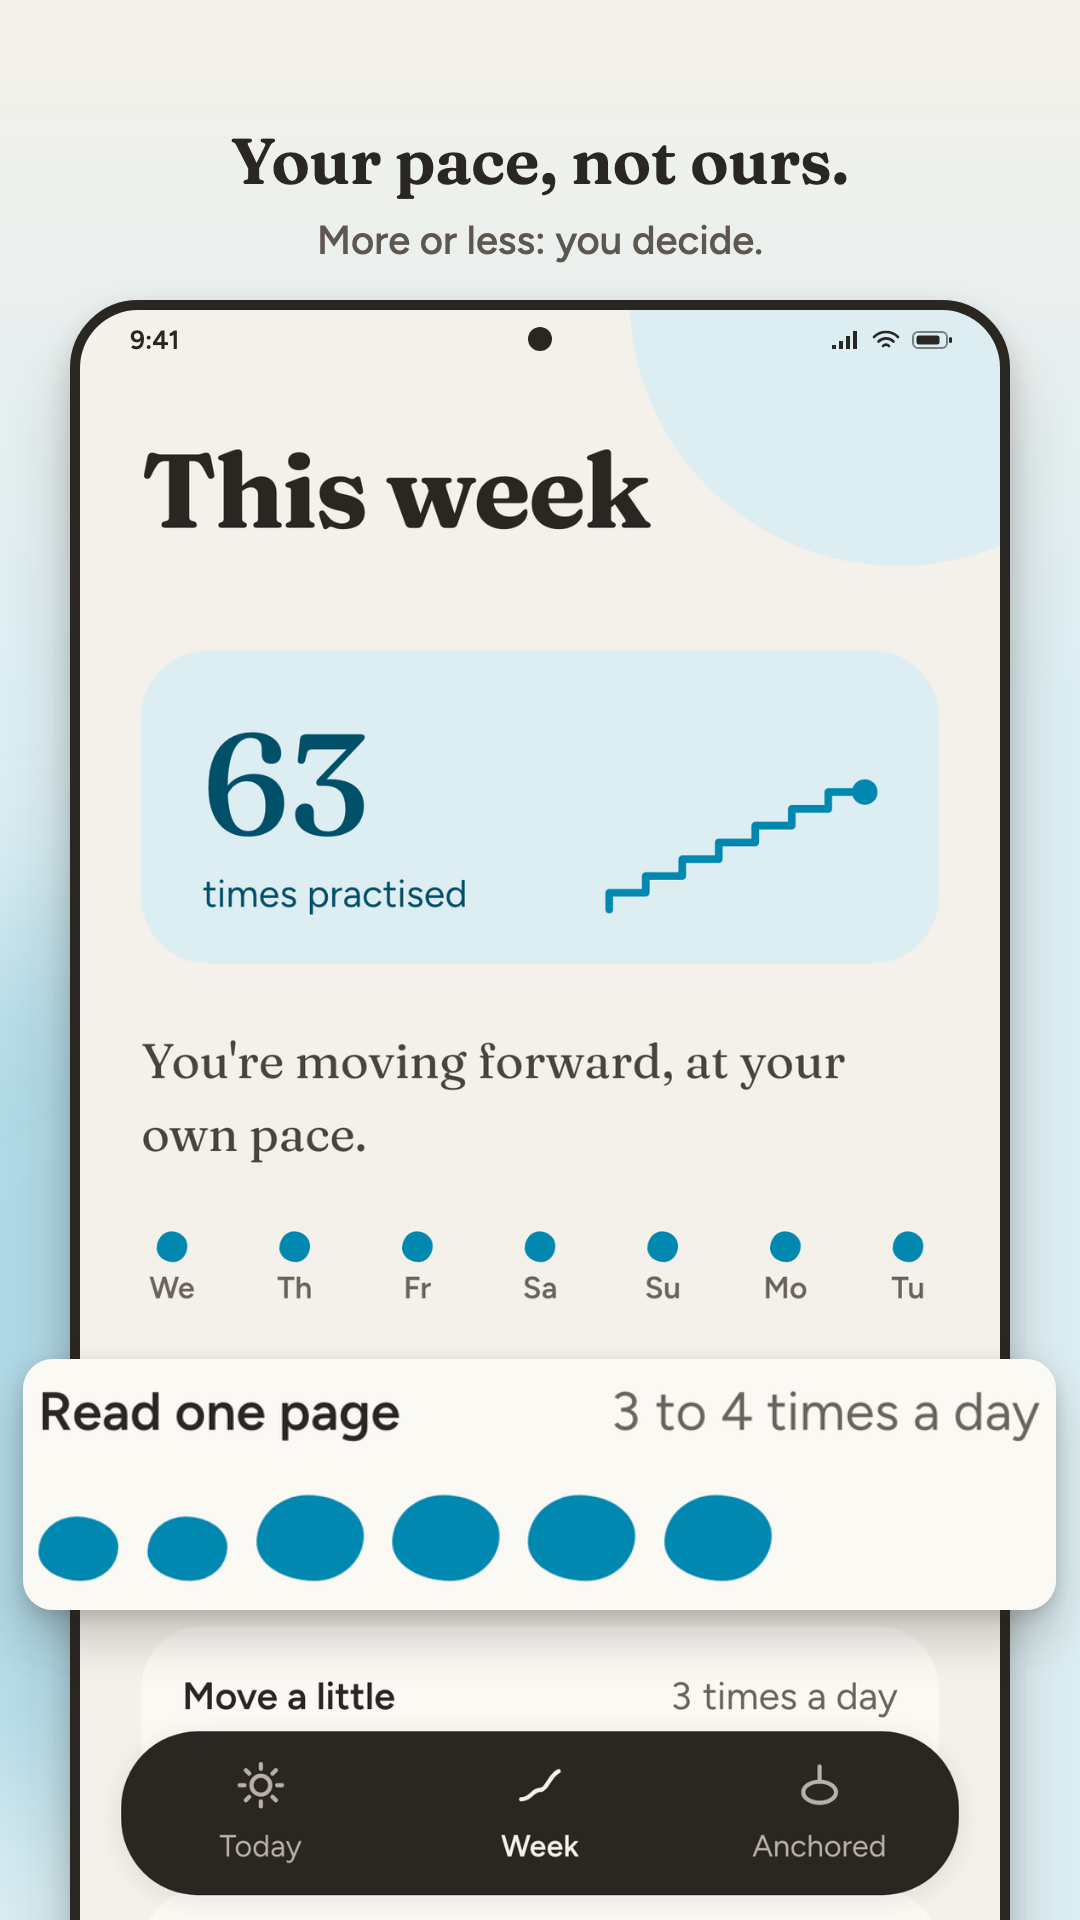 Your pace, not ours.
More or less: you decide.
9:41
This week
63
times practised
You're moving forward, at your
own pace.
We Th Fr Sa Su Mo Tu
Read one page 3 to 4 times a day
Move a little 3 times a day
Today Week Anchored